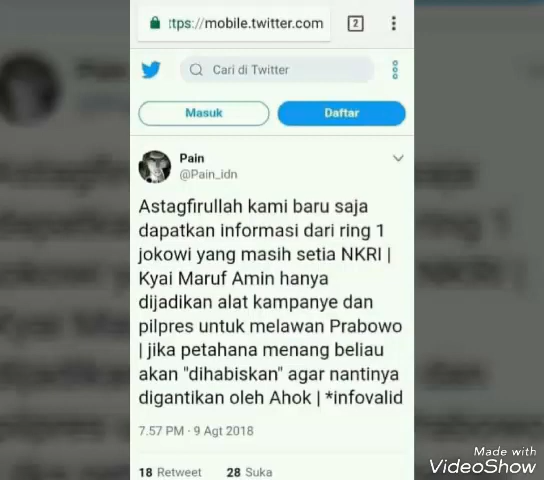 :tps://mobile.twitter.com
2
Cari di Twitter
Masuk
Daftar
Pain
@Pain_idn
Astagfirullah kami baru saja
dapatkan informasi dari ring 1
jokowi yang masih setia NKRI |
Kyai Maruf Amin hanya
dijadikan alat kampanye dan
pilpres untuk melawan Prabowo
| jika petahana menang beliau
akan "dihabiskan" agar nantinya
digantikan oleh Ahok | *infovalid
7.57 PM · 9 Agt 2018
18 Retweet 28 Suka
Made with
VideoShow